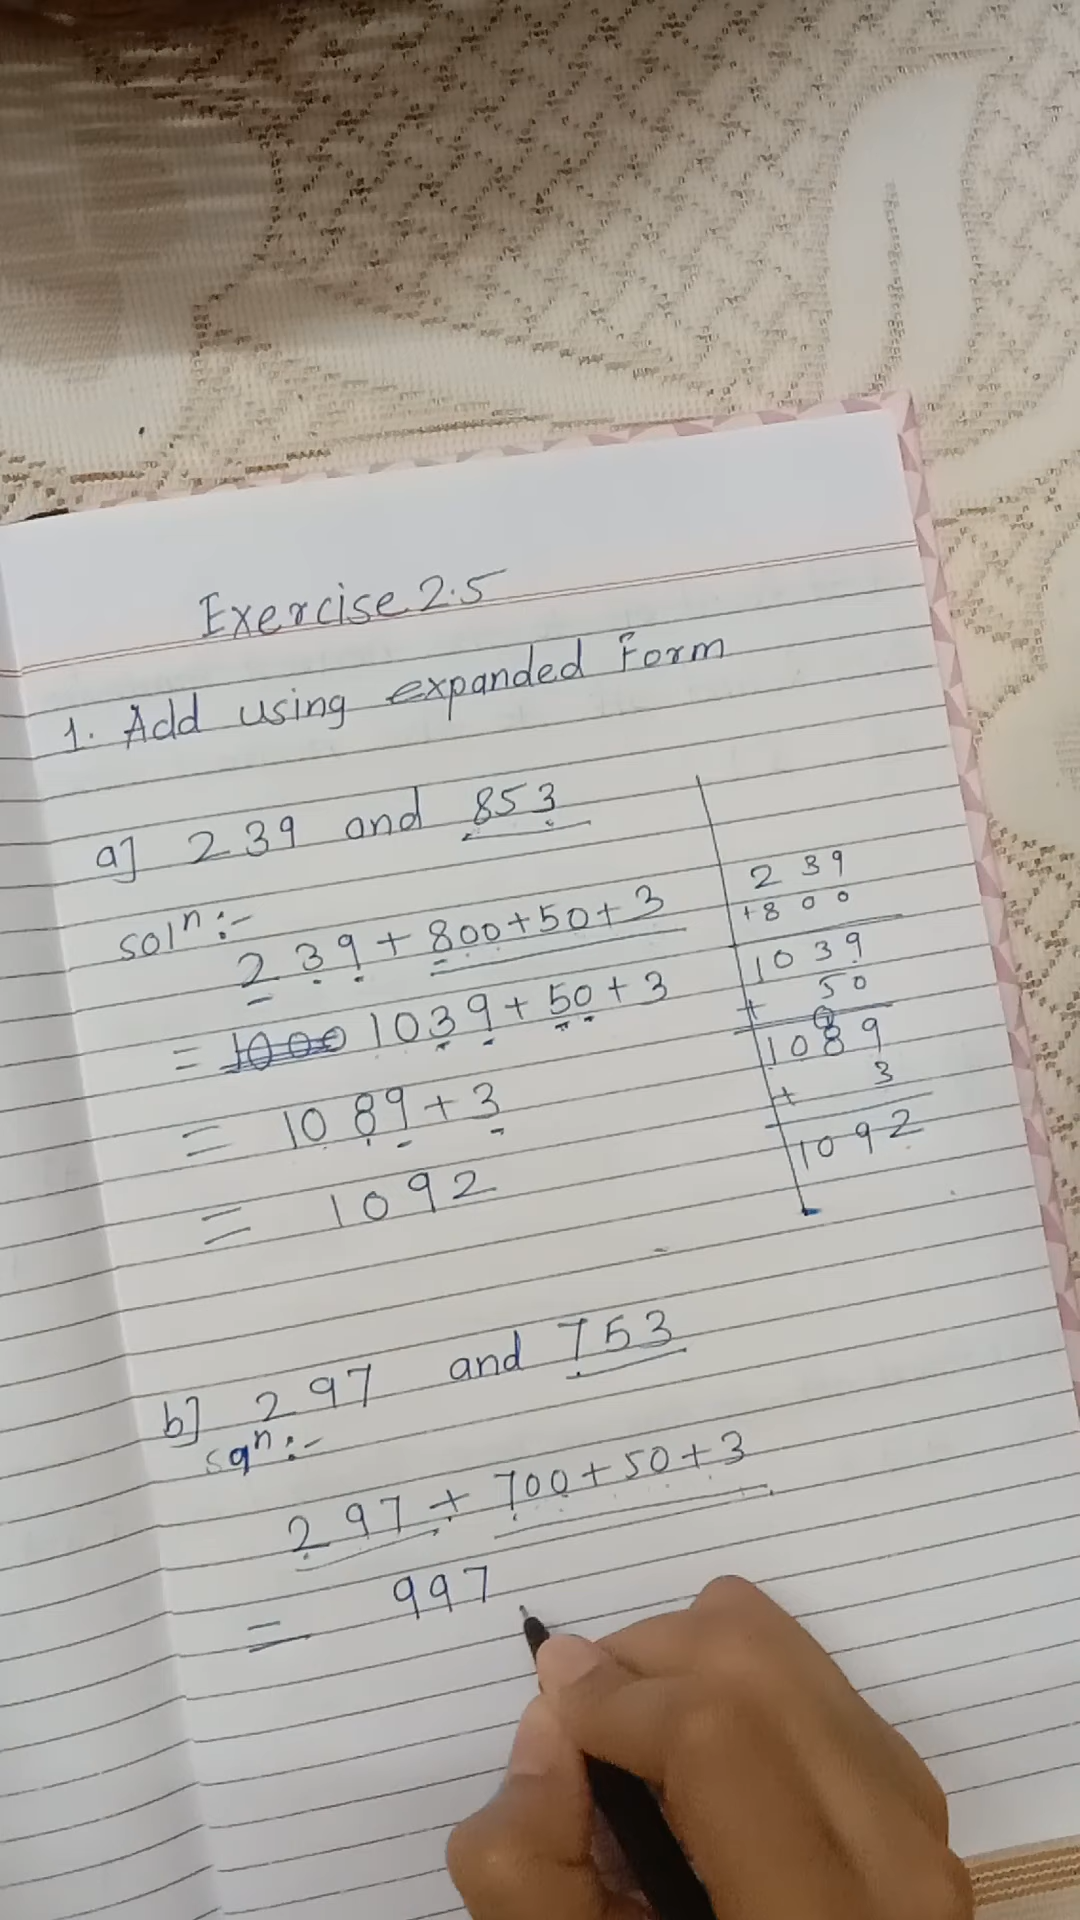 Exercise 2.5
1. Add using expanded Form
a] 239 and 853
solⁿ:-
239 + 800+50+3
= 1039+50+3
= 1089+3
= 1092
239
+800
1039
+ 50
1089
+ 3
1092
b] 297 and 753
solⁿ:-
297 + 700+50+3
= 997